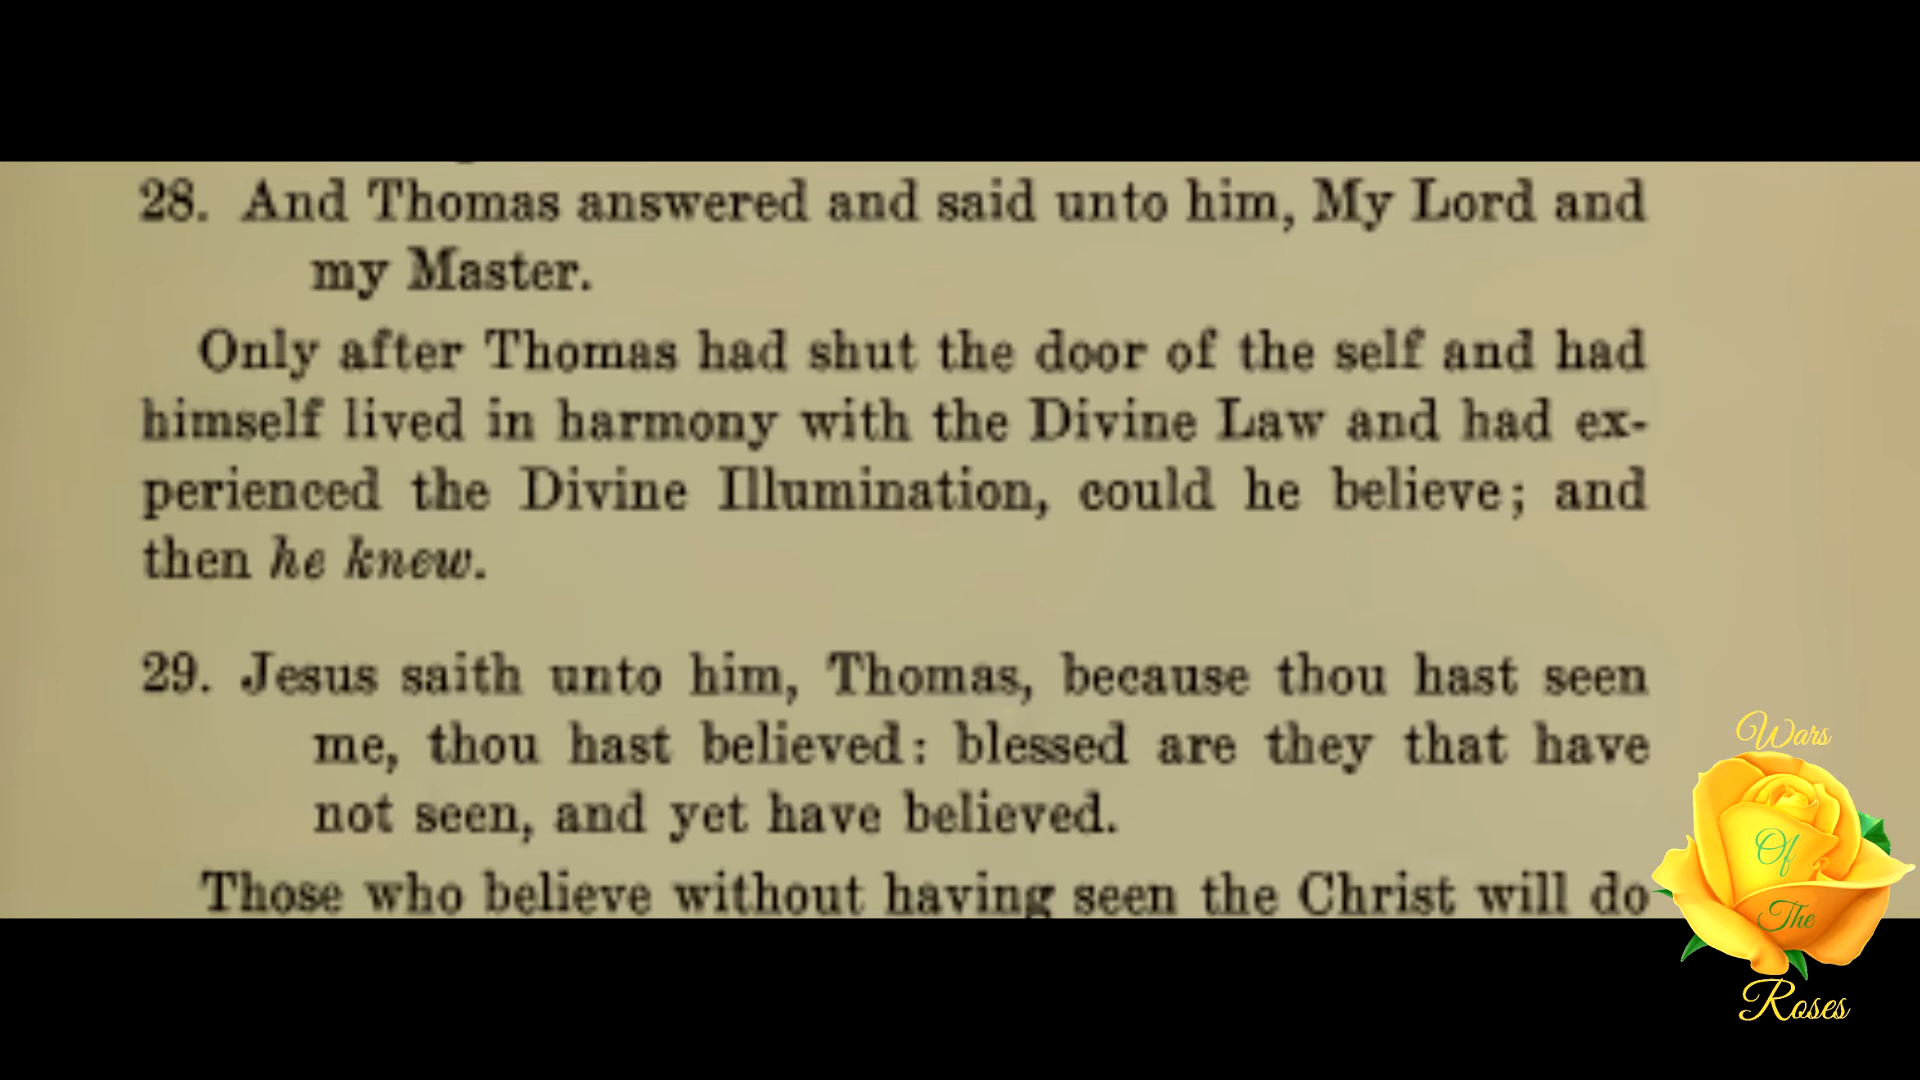 28. And Thomas answered and said unto him, My Lord and
my Master.
Only after Thomas had shut the door of the self and had
himself lived in harmony with the Divine Law and had ex-
perienced the Divine Illumination, could he believe; and
then he knew.
29. Jesus saith unto him, Thomas, because thou hast seen
me, thou hast believed: blessed are they that have
not seen, and yet have believed.
Those who believe without having seen the Christ will do
Wars
Of
The
Roses